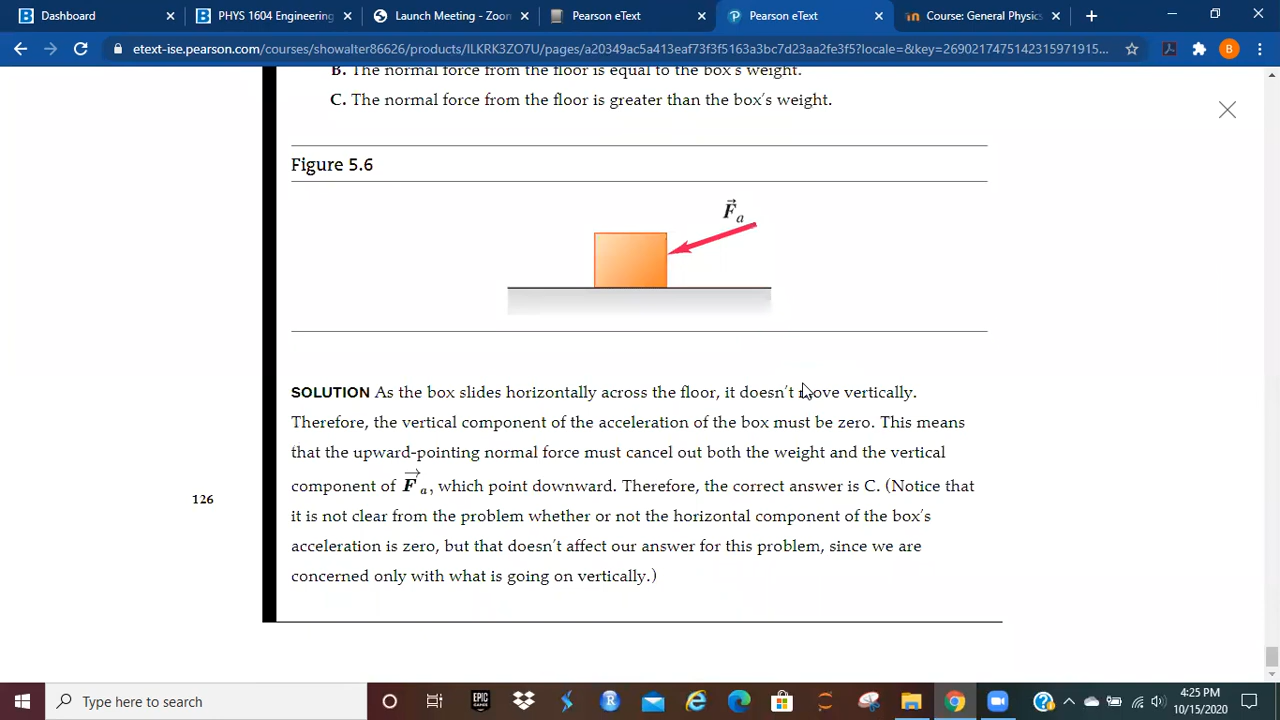 Dashboard
PHYS 1604 Engineering
Launch Meeting - Zoom
Pearson eText
Pearson eText
Course: General Physics
etext-ise.pearson.com/courses/showalter86626/products/ILKRK3ZO7U/pages/a20349ac5a413eaf73f3f5163a3bc7d23aa2fe3f5?locale=&key=2690217475142315971915...
B
B. The normal force from the floor is equal to the box's weight.
C. The normal force from the floor is greater than the box's weight.
Figure 5.6
F⃗a
SOLUTION As the box slides horizontally across the floor, it doesn't move vertically.
Therefore, the vertical component of the acceleration of the box must be zero. This means
that the upward-pointing normal force must cancel out both the weight and the vertical
component of F⃗a, which point downward. Therefore, the correct answer is C. (Notice that
126
it is not clear from the problem whether or not the horizontal component of the box's
acceleration is zero, but that doesn't affect our answer for this problem, since we are
concerned only with what is going on vertically.)
Type here to search
EPIC GAMES
4:25 PM
10/15/2020